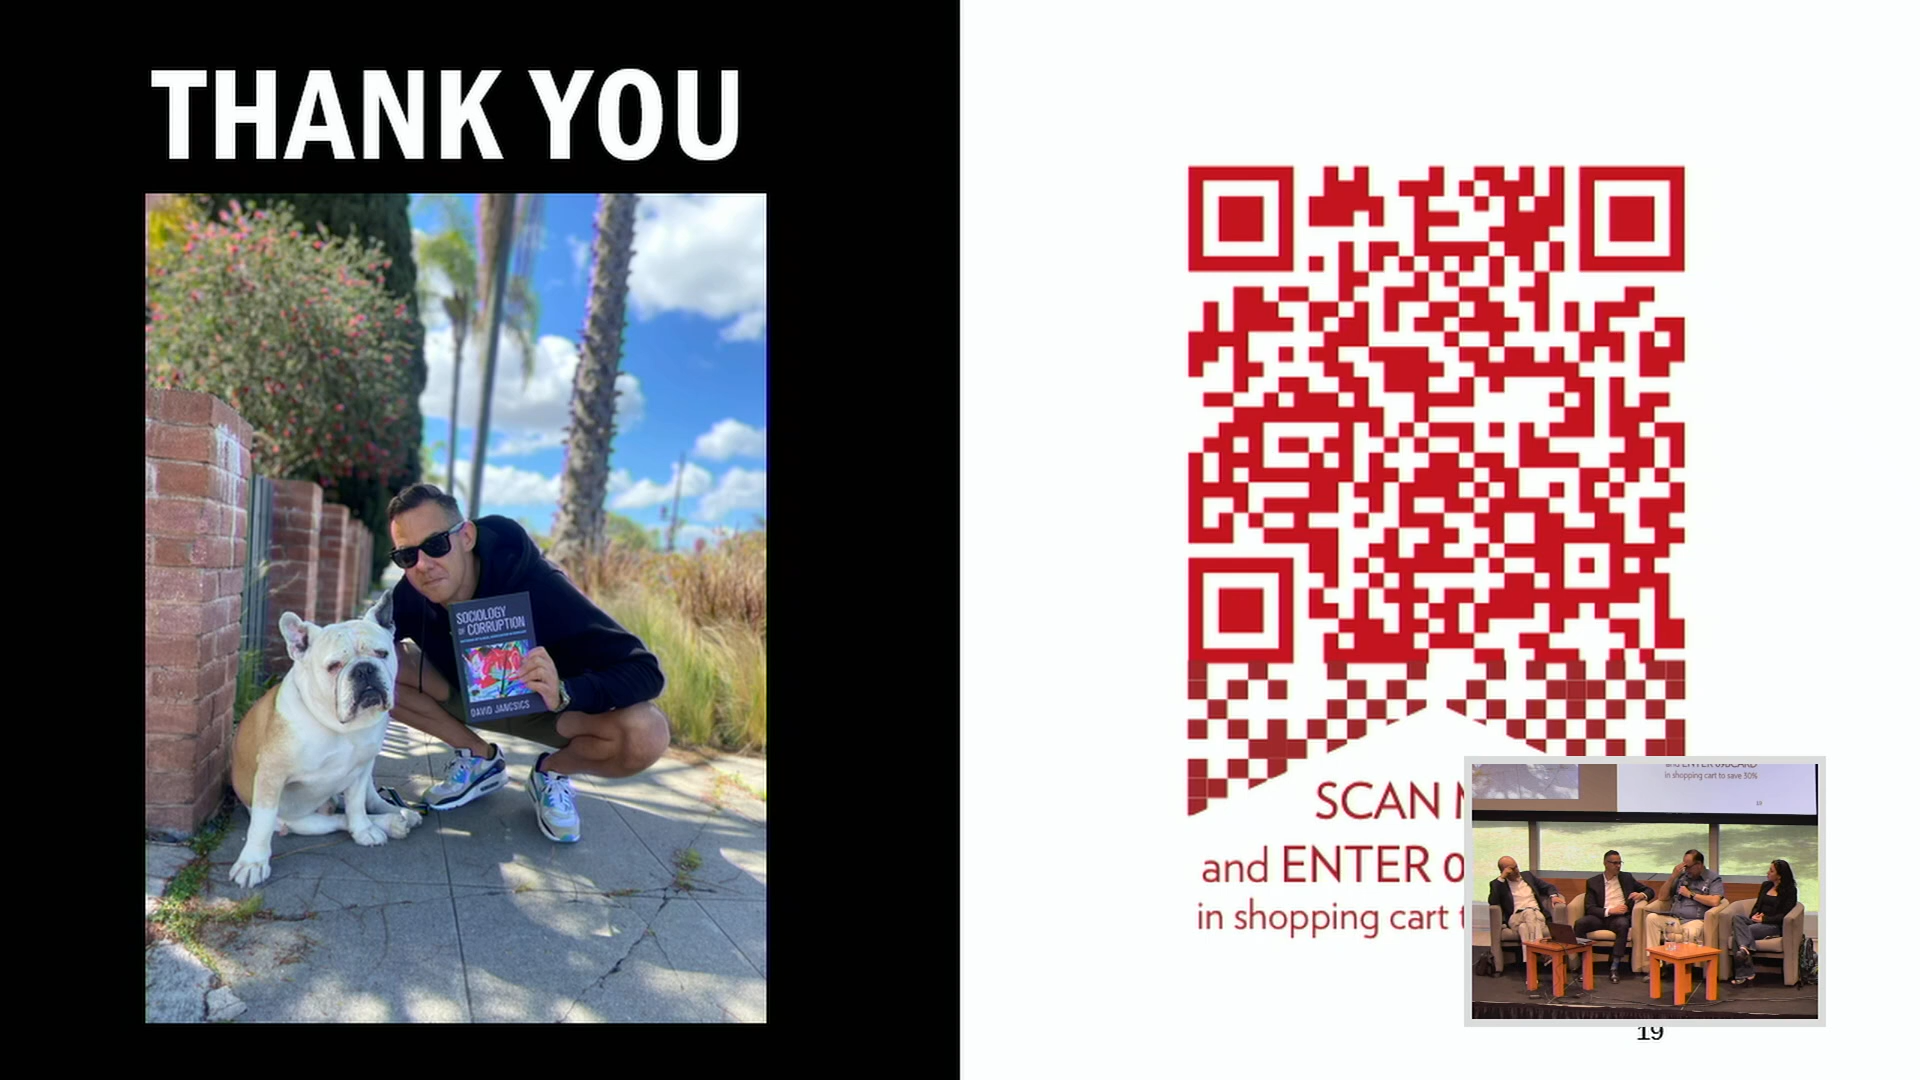 THANK YOU
SOCIOLOGY
OF CORRUPTION
DAVID JANCSICS
SCAN
and ENTER
in shopping cart
in shopping cart to save 30%
19